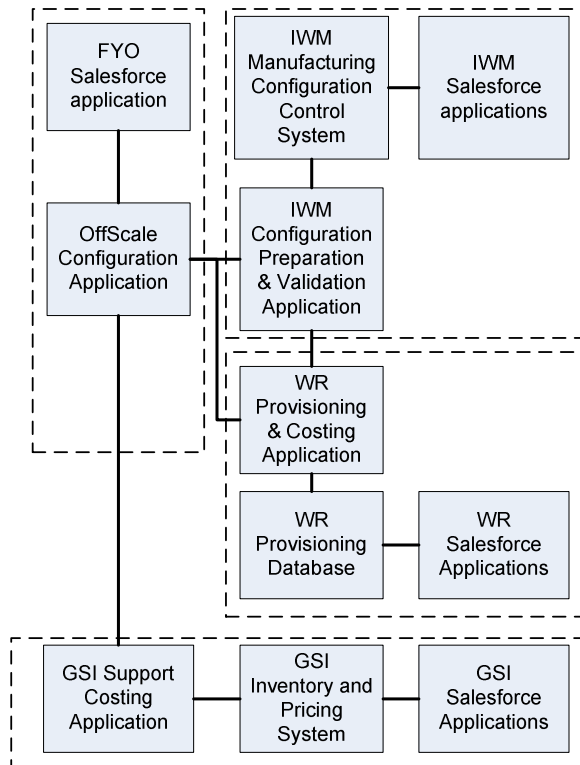 FYO
Salesforce
application
IWM
Manufacturing
Configuration
Control
System
IWM
Salesforce
applications
OffScale
Configuration
Application
IWM
Configuration
Preparation
& Validation
Application
WR
Provisioning
& Costing
Application
WR
Provisioning
Database
WR
Salesforce
Applications
GSI Support
Costing
Application
GSI
Inventory and
Pricing
System
GSI
Salesforce
Applications